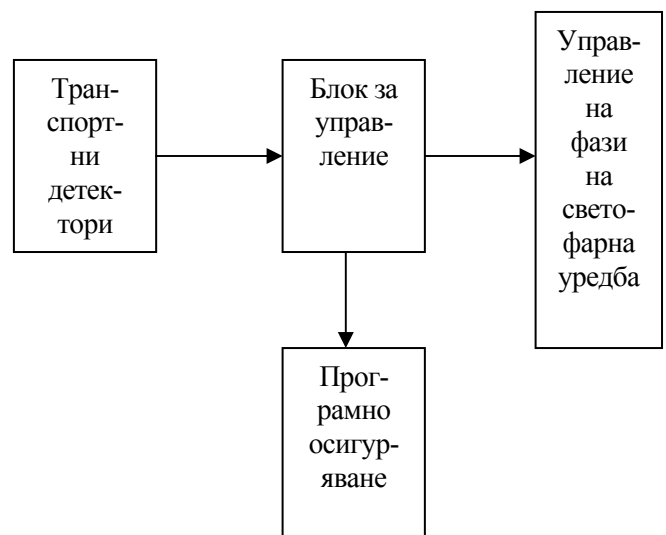 Тран-
спорт-
ни
детек-
тори
Блок за
управ-
ление
Управ-
ление
на
фази
на
свето-
фарна
уредба
Прог-
рамно
осигур-
яване